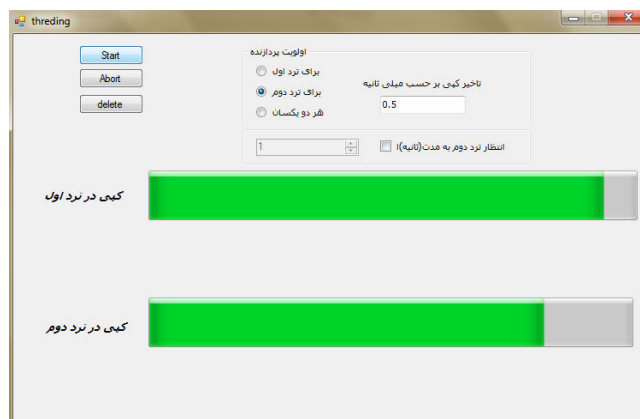 threding
Start
Abort
delete
اولویت پردازنده
برای ترد اول
برای ترد دوم
هر دو یکسان
تاخیر کپی بر حسب میلی ثانیه
0.5
1
انتظار ترد دوم به مدت(ثانیه)ا
کپی در ترد اول
کپی در ترد دوم